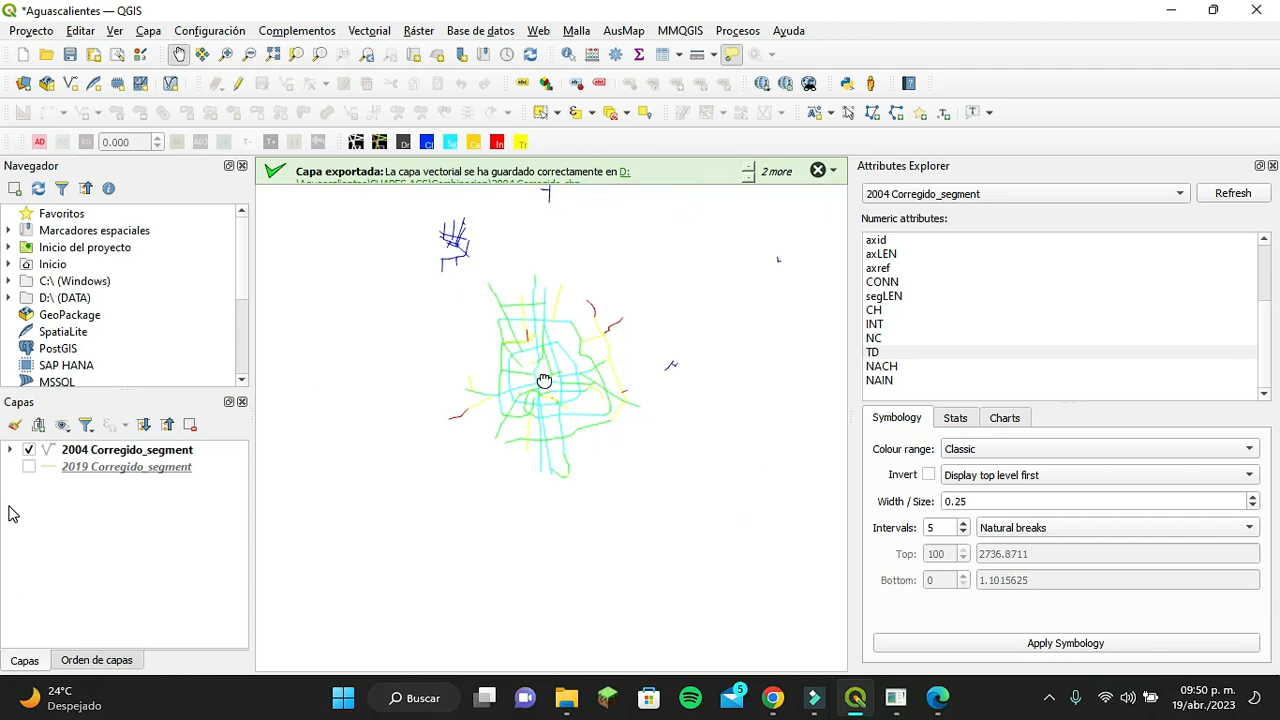 *Aguascalientes — QGIS
Proyecto Editar Ver Capa Configuración Complementos Vectorial Ráster Base de datos Web Malla AusMap MMQGIS Procesos Ayuda
0.000
Navegador
Favoritos
Marcadores espaciales
Inicio del proyecto
Inicio
C:\ (Windows)
D:\ (DATA)
GeoPackage
SpatiaLite
PostGIS
SAP HANA
MSSQL
Capas
2004 Corregido_segment
2019 Corregido_segment
Capas Orden de capas
Capa exportada: La capa vectorial se ha guardado correctamente en D:
2 more
Attributes Explorer
2004 Corregido_segment Refresh
Numeric attributes:
axid
axLEN
axref
CONN
segLEN
CH
INT
NC
TD
NACH
NAIN
Symbology Stats Charts
Colour range: Classic
Invert Display top level first
Width / Size: 0.25
Intervals: 5 Natural breaks
Top: 100 2736.8711
Bottom: 0 1.1015625
Apply Symbology
24°C
Despejado
Buscar
5
09:50 p. m.
19/abr./2023